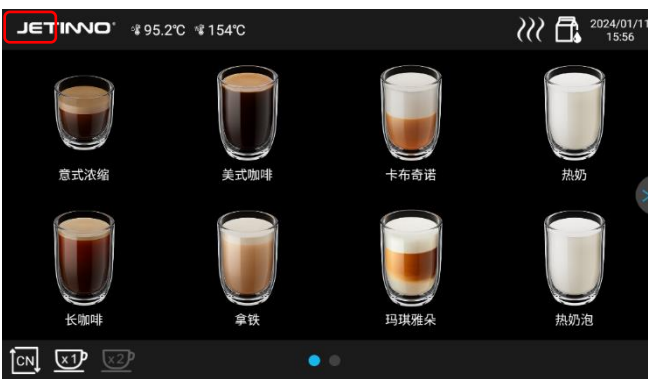 JETINNO 95.2℃ 154℃ 2024/01/11
15:56
意式浓缩 美式咖啡 卡布奇诺 热奶
长咖啡 拿铁 玛琪雅朵 热奶泡
CN x1 x2